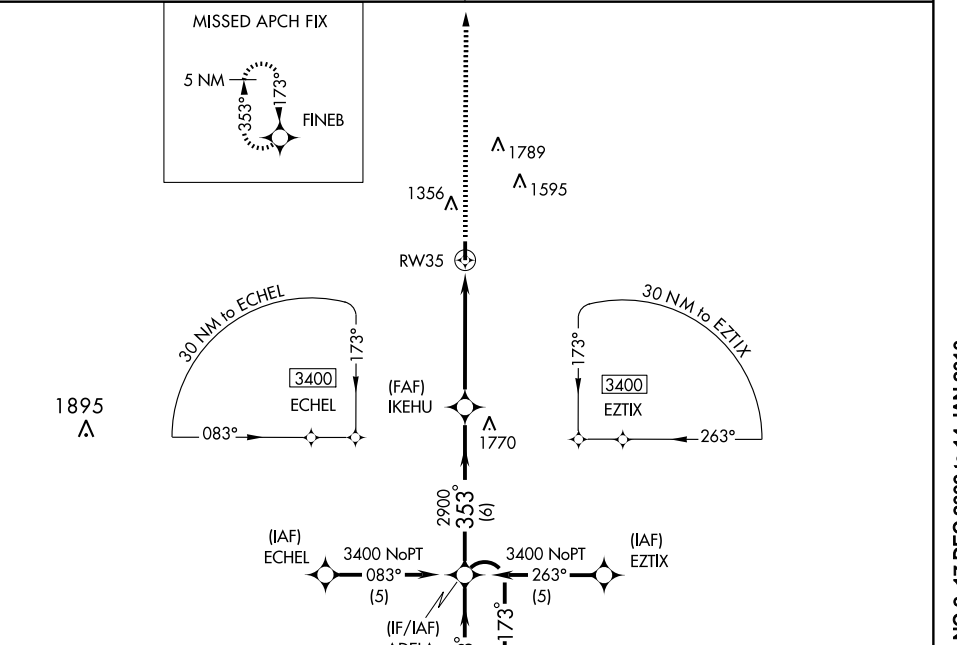 MISSED APCH FIX
5 NM
353°
173°
FINEB
1789
1595
1356
RW35
30 NM to ECHEL
173°
3400
ECHEL
083°
1895
(FAF)
IKEHU
1770
30 NM to EZTIX
173°
3400
EZTIX
263°
2900
353°
(6)
(IAF)
ECHEL
3400 NoPT
083°
(5)
3400 NoPT
263°
(5)
(IAF)
EZTIX
(IF/IAF)
173°